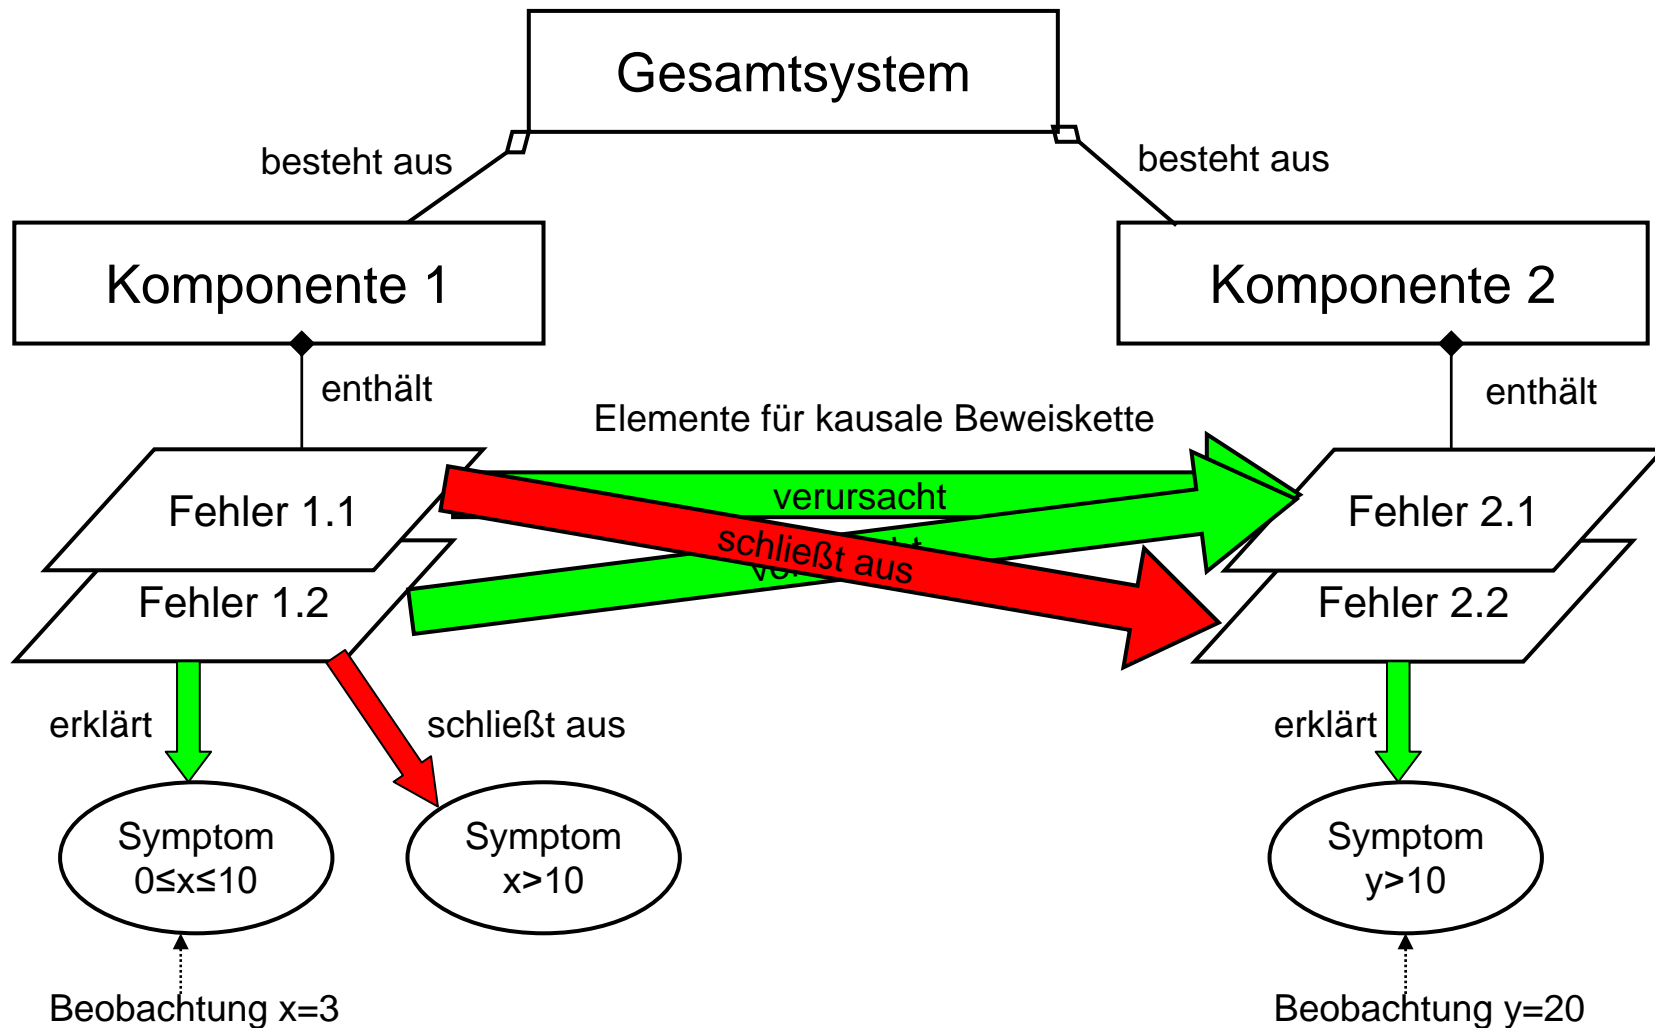 Gesamtsystem
besteht aus
besteht aus
Komponente 1
Komponente 2
enthält
enthält
Elemente für kausale Beweiskette
verursacht
schließt aus
Fehler 1.1
Fehler 2.1
Fehler 1.2
Fehler 2.2
erklärt
schließt aus
erklärt
Symptom
0≤x≤10
Symptom
x>10
Symptom
y>10
Beobachtung x=3
Beobachtung y=20